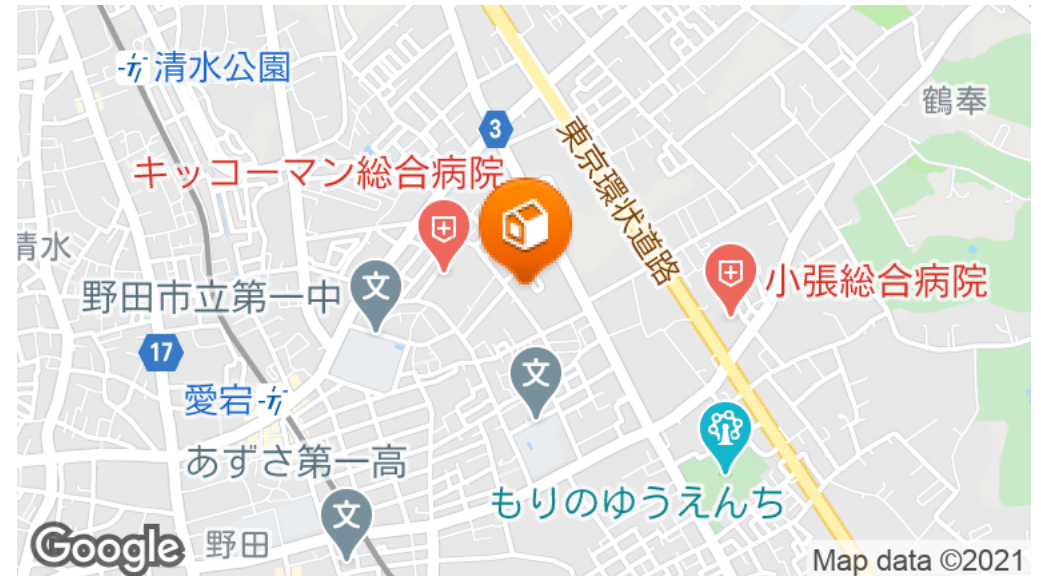 清水公園
鶴奉
3
東京環状道路
キッコーマン総合病院
清水
小張総合病院
野田市立第一中
文
17
文
愛宕
あずさ第一高
もりのゆうえんち
文
野田
Google
Map data ©2021